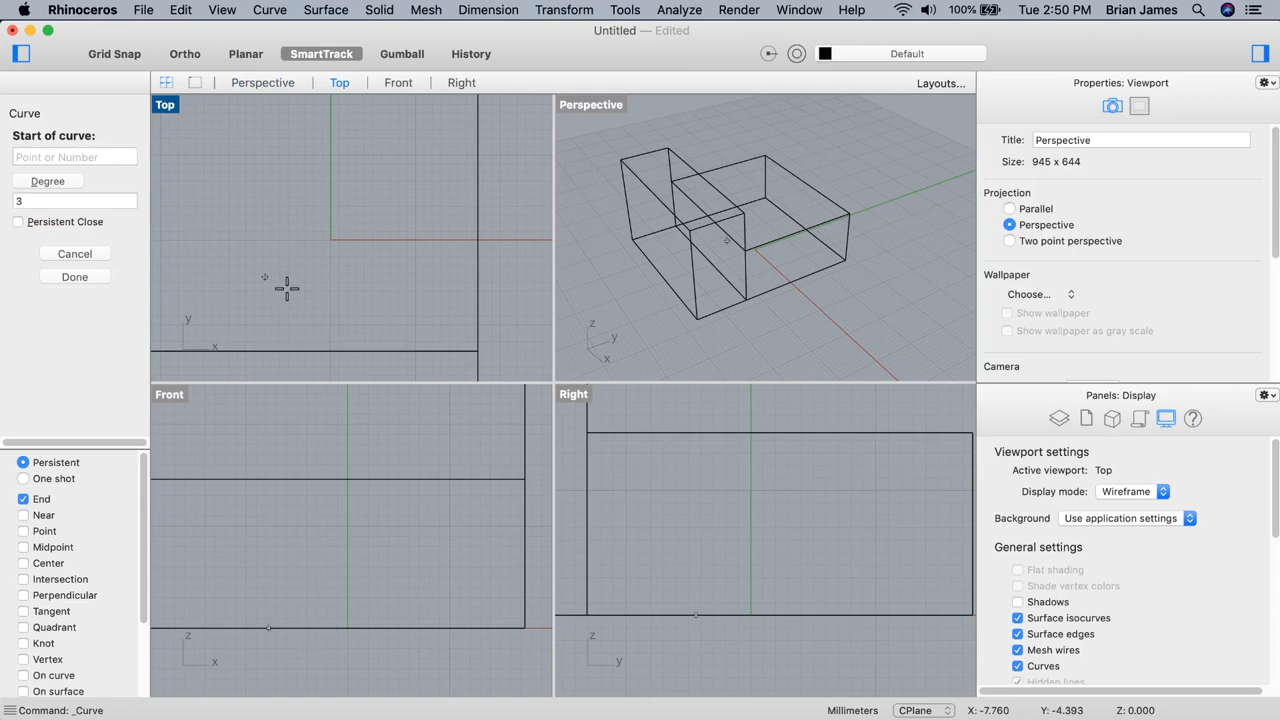 Rhinoceros File Edit View Curve Surface Solid Mesh Dimension Transform Tools Analyze Render Window Help 100% Tue 2:50 PM Brian James
Untitled — Edited
Grid Snap Ortho Planar SmartTrack Gumball History Default
Perspective Top Front Right Layouts... Properties: Viewport
Top
Perspective
Curve
Start of curve:
Point or Number
Degree
3
Persistent Close
Cancel
Done
Title: Perspective
Size: 945 x 644
Projection
Parallel
Perspective
Two point perspective
Wallpaper
Choose...
Show wallpaper
Show wallpaper as gray scale
Camera
y
x
z
y
x
Front
Right
Panels: Display
Persistent
One shot
End
Near
Point
Midpoint
Center
Intersection
Perpendicular
Tangent
Quadrant
Knot
Vertex
On curve
On surface
z
x
z
y
Viewport settings
Active viewport: Top
Display mode: Wireframe
Background Use application settings
General settings
Flat shading
Shade vertex colors
Shadows
Surface isocurves
Surface edges
Mesh wires
Curves
Hidden lines
Command: _Curve Millimeters CPlane X: -7.760 Y: -4.393 Z: 0.000